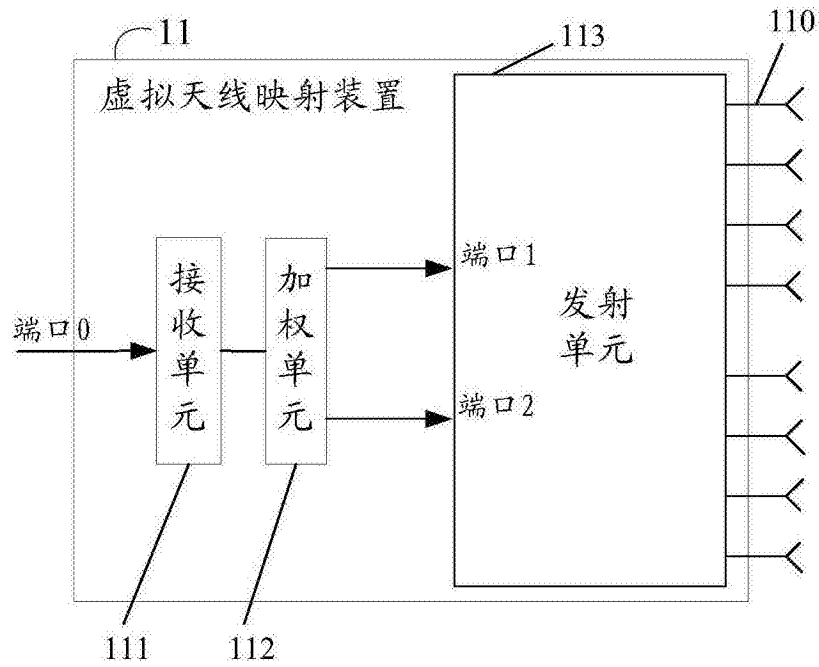 11
113
110
虚拟天线映射装置
端口0
接收单元
加权单元
端口1
端口2
发射
单元
111
112